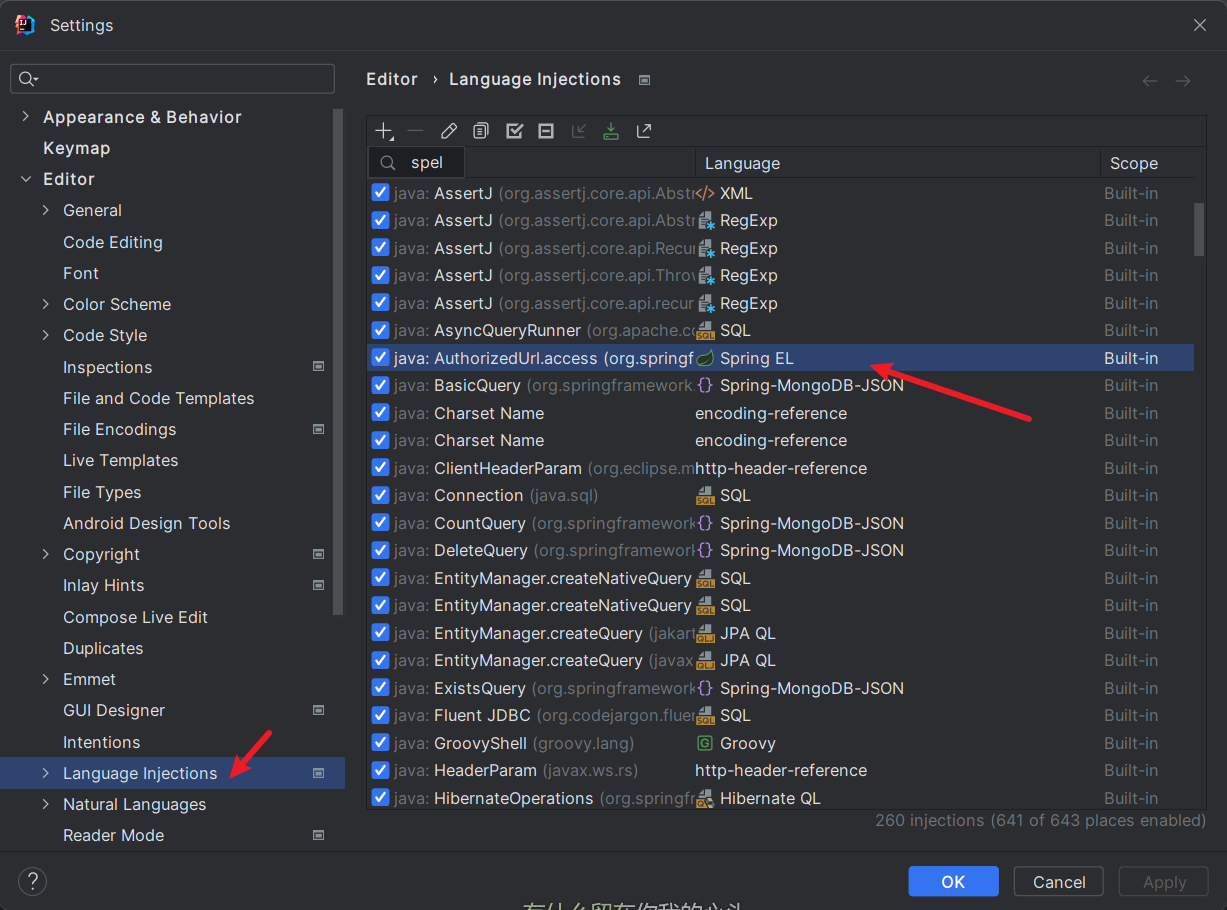 Settings
Editor › Language Injections
Appearance & Behavior
Keymap
Editor
General
Code Editing
Font
Color Scheme
Code Style
Inspections
File and Code Templates
File Encodings
Live Templates
File Types
Android Design Tools
Copyright
Inlay Hints
Compose Live Edit
Duplicates
Emmet
GUI Designer
Intentions
Language Injections
Natural Languages
Reader Mode
spel Language Scope
java: AssertJ (org.assertj.core.api.Abstr </> XML Built-in
java: AssertJ (org.assertj.core.api.Abstr RegExp Built-in
java: AssertJ (org.assertj.core.api.Recu RegExp Built-in
java: AssertJ (org.assertj.core.api.Throw RegExp Built-in
java: AssertJ (org.assertj.core.api.recur RegExp Built-in
java: AsyncQueryRunner (org.apache.co SQL Built-in
java: AuthorizedUrl.access (org.springf Spring EL Built-in
java: BasicQuery (org.springframework. {} Spring-MongoDB-JSON Built-in
java: Charset Name encoding-reference Built-in
java: Charset Name encoding-reference Built-in
java: ClientHeaderParam (org.eclipse.m http-header-reference Built-in
java: Connection (java.sql) SQL Built-in
java: CountQuery (org.springframework {} Spring-MongoDB-JSON Built-in
java: DeleteQuery (org.springframework {} Spring-MongoDB-JSON Built-in
java: EntityManager.createNativeQuery SQL Built-in
java: EntityManager.createNativeQuery SQL Built-in
java: EntityManager.createQuery (jakart JPA QL Built-in
java: EntityManager.createQuery (javax JPA QL Built-in
java: ExistsQuery (org.springframework {} Spring-MongoDB-JSON Built-in
java: Fluent JDBC (org.codejargon.fluen SQL Built-in
java: GroovyShell (groovy.lang) G Groovy Built-in
java: HeaderParam (javax.ws.rs) http-header-reference Built-in
java: HibernateOperations (org.springfr Hibernate QL Built-in
260 injections (641 of 643 places enabled)
? OK Cancel Apply